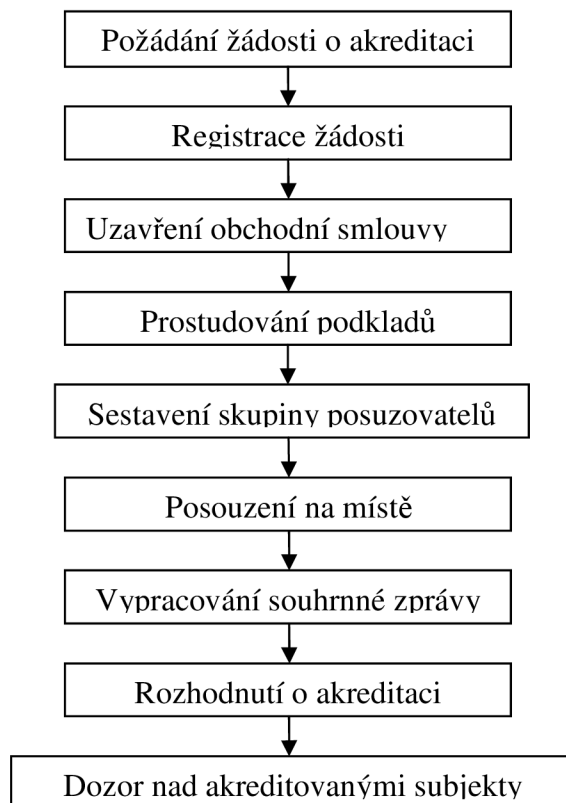 Požádání žádosti o akreditaci
Registrace žádosti
Uzavření obchodní smlouvy
Prostudování podkladů
Sestavení skupiny posuzovatelů
Posouzení na místě
Vypracování souhrnné zprávy
Rozhodnutí o akreditaci
Dozor nad akreditovanými subjekty